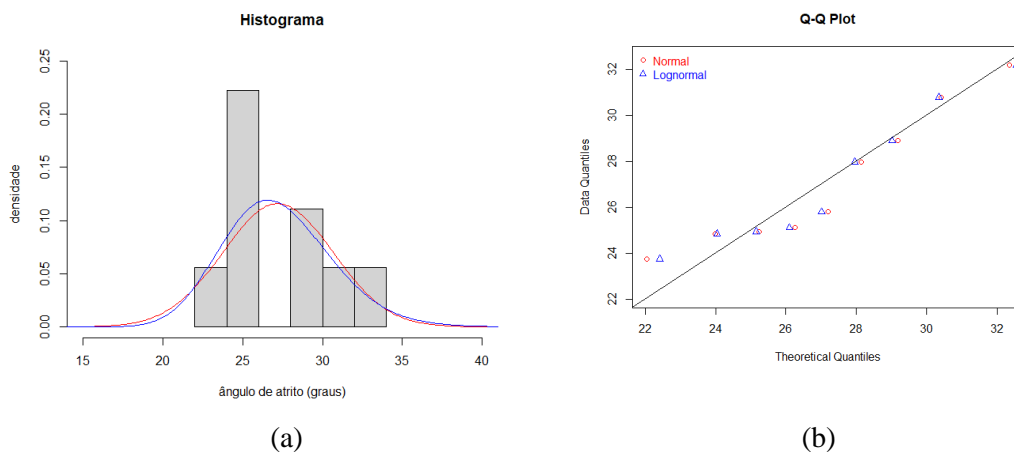 Histograma
0.25
0.20
0.15
0.10
0.05
0.00
densidade
15 20 25 30 35 40
ângulo de atrito (graus)
(a)
Q-Q Plot
Normal
Lognormal
32
30
28
26
24
22
Data Quantiles
22 24 26 28 30 32
Theoretical Quantiles
(b)